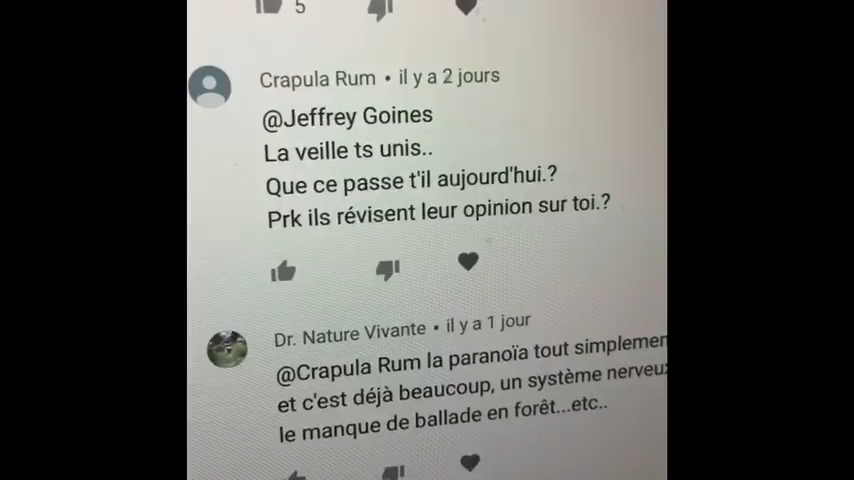 5
Crapula Rum • il y a 2 jours
@Jeffrey Goines
La veille ts unis..
Que ce passe t'il aujourd'hui.?
Prk ils révisent leur opinion sur toi.?
Dr. Nature Vivante • il y a 1 jour
@Crapula Rum la paranoïa tout simplemen
et c'est déjà beaucoup, un système nerveu
le manque de ballade en forêt...etc..